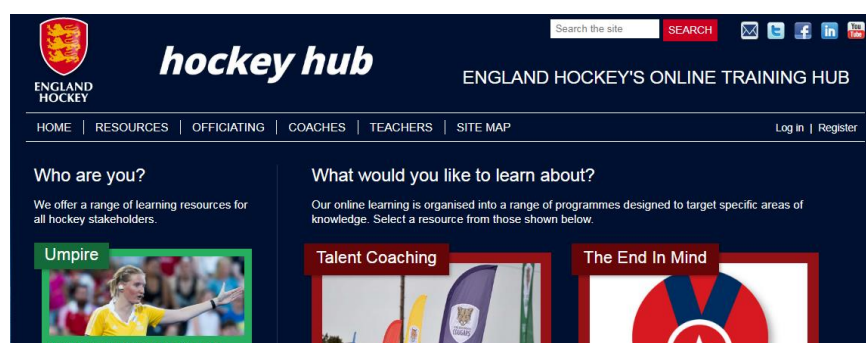 Search the site
SEARCH
You
Tube
ENGLAND
HOCKEY
hockey hub
ENGLAND HOCKEY'S ONLINE TRAINING HUB
HOME | RESOURCES | OFFICIATING | COACHES | TEACHERS | SITE MAP
Log in | Register
Who are you?
We offer a range of learning resources for
all hockey stakeholders.
What would you like to learn about?
Our online learning is organised into a range of programmes designed to target specific areas of
knowledge. Select a resource from those shown below.
Umpire
Talent Coaching
The End In Mind